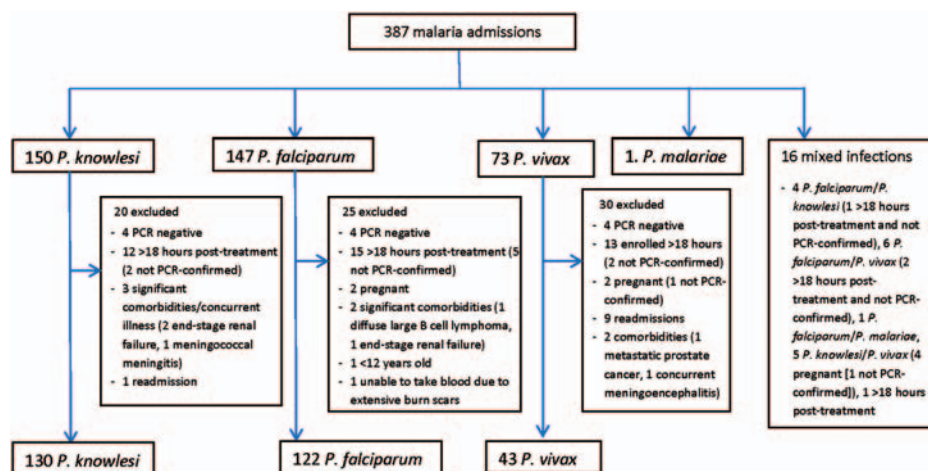 387 malaria admissions
150 P. knowlesi
147 P. falciparum
73 P. vivax
1. P. malariae
16 mixed infections
- 4 P. falciparum/P.
knowlesi (1 >18 hours
post-treatment and not
PCR-confirmed), 6 P.
falciparum/P. vivax (2
>18 hours post-
treatment and not
PCR-confirmed), 1 P.
falciparum/P. malariae,
5 P. knowlesi/P. vivax (4
pregnant [1 not PCR-
confirmed]), 1 >18 hours
post-treatment
20 excluded
- 4 PCR negative
- 12 >18 hours post-treatment
(2 not PCR-confirmed)
- 3 significant
comorbidities/concurrent
illness (2 end-stage renal
failure, 1 meningococcal
meningitis)
- 1 readmission
25 excluded
- 4 PCR negative
- 15 >18 hours post-treatment (5
not PCR-confirmed)
- 2 pregnant
- 2 significant comorbidities (1
diffuse large B cell lymphoma,
1 end-stage renal failure)
- 1 <12 years old
- 1 unable to take blood due to
extensive burn scars
30 excluded
- 4 PCR negative
- 13 enrolled >18 hours
(2 not PCR-confirmed)
- 2 pregnant (1 not PCR-
confirmed)
- 9 readmissions
- 2 comorbidities (1
metastatic prostate
cancer, 1 concurrent
meningoencephalitis)
130 P. knowlesi
122 P. falciparum
43 P. vivax